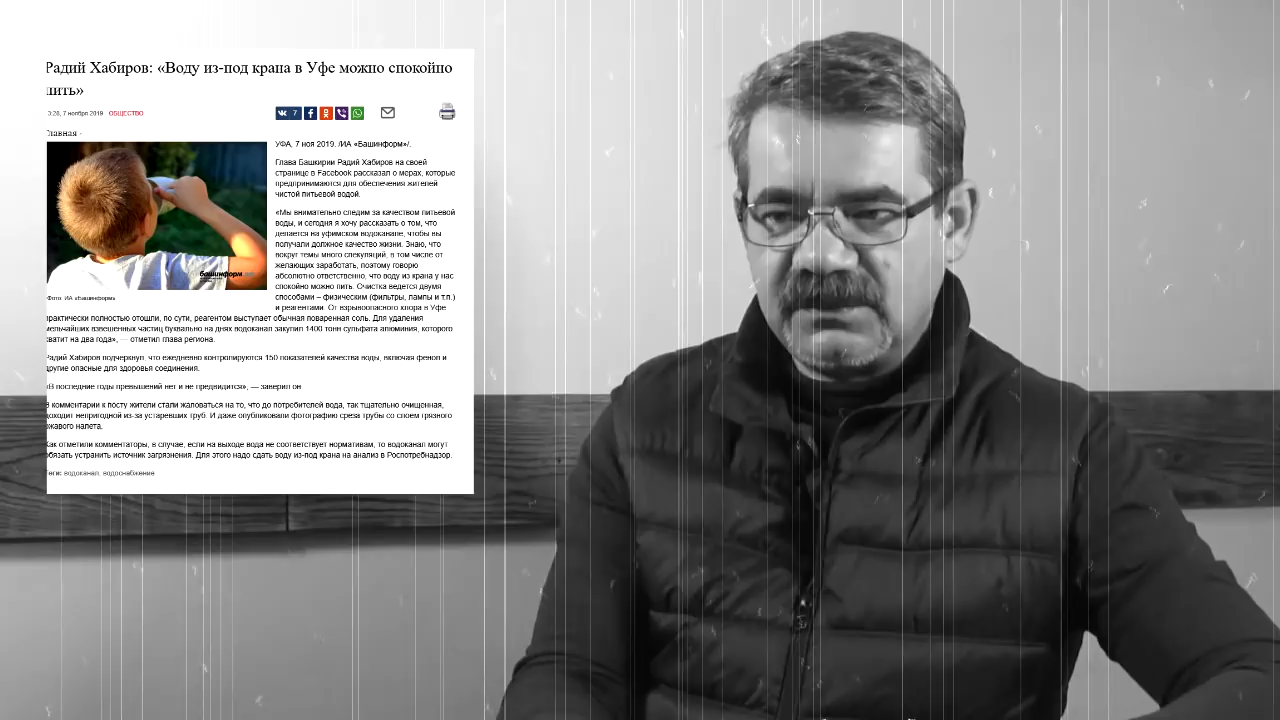 Радий Хабиров: «Воду из-под крана в Уфе можно спокойно
пить»
3:28, 7 ноября 2019 ОБЩЕСТВО
7
Главная ·
УФА, 7 ноя 2019. /ИА «Башинформ»/.
Глава Башкирии Радий Хабиров на своей
странице в Facebook рассказал о мерах, которые
предпринимаются для обеспечения жителей
чистой питьевой водой.
«Мы внимательно следим за качеством питьевой
воды, и сегодня я хочу рассказать о том, что
делается на уфимском водоканале, чтобы вы
получали должное качество жизни. Знаю, что
вокруг темы много спекуляций, в том числе от
желающих заработать, поэтому говорю
абсолютно ответственно, что воду из крана у нас
спокойно можно пить. Очистка ведется двумя
способами – физическим (фильтры, лампы и т.п.)
и реагентами. От взрывоопасного хлора в Уфе
башинформ
Фото: ИА «Башинформ»
практически полностью отошли, по сути, реагентом выступает обычная поваренная соль. Для удаления
мельчайших взвешенных частиц буквально на днях водоканал закупил 1400 тонн сульфата алюминия, которого
хватит на два года», — отметил глава региона.
Радий Хабиров подчеркнул, что ежедневно контролируются 150 показателей качества воды, включая фенол и
другие опасные для здоровья соединения.
«В последние годы превышений нет и не предвидится», — заверил он
В комментарии к посту жители стали жаловаться на то, что до потребителей вода, так тщательно очищенная,
доходит непригодной из-за устаревших труб. И даже опубликовали фотографию среза трубы со слоем грязного
ржавого налета.
Как отметили комментаторы, в случае, если на выходе вода не соответствует нормативам, то водоканал могут
обязать устранить источник загрязнения. Для этого надо сдать воду из-под крана на анализ в Роспотребнадзор.
Теги: водоканал, водоснабжение